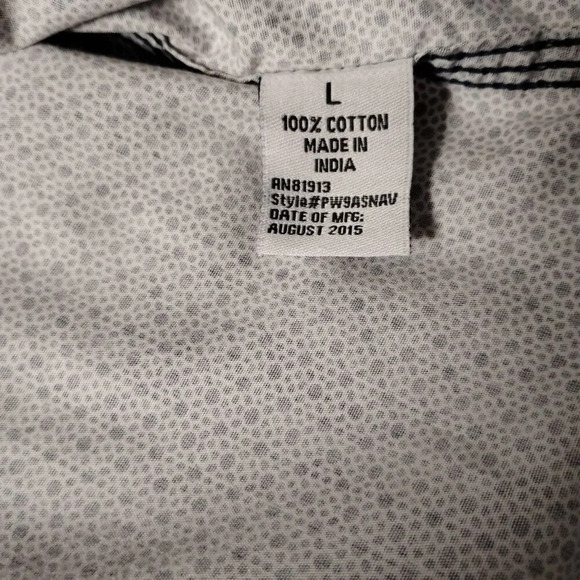 L
100% COTTON
MADE IN
INDIA
RN81913
Style#PW9ASNAV
DATE OF MFG:
AUGUST 2015